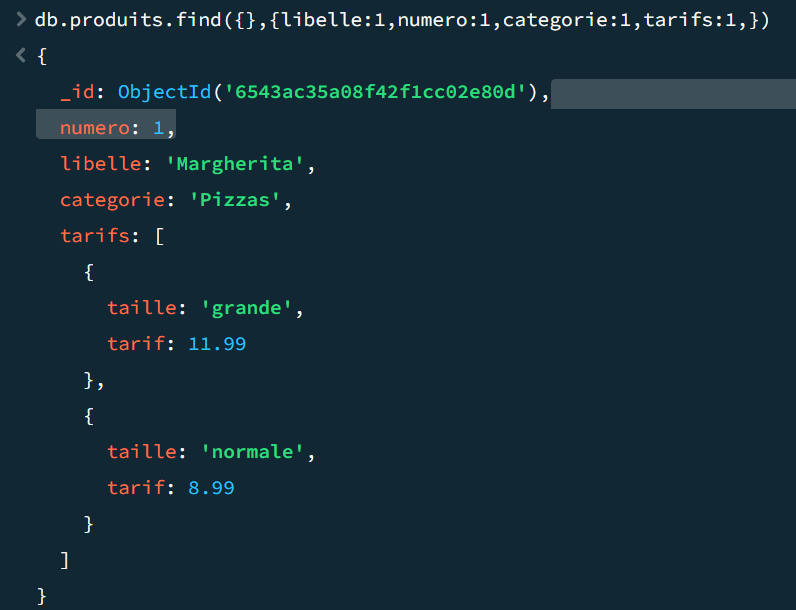 > db.produits.find({},{libelle:1,numero:1,categorie:1,tarifs:1,})
< {
_id: ObjectId('6543ac35a08f42f1cc02e80d'),
numero: 1,
libelle: 'Margherita',
categorie: 'Pizzas',
tarifs: [
{
taille: 'grande',
tarif: 11.99
},
{
taille: 'normale',
tarif: 8.99
}
]
}